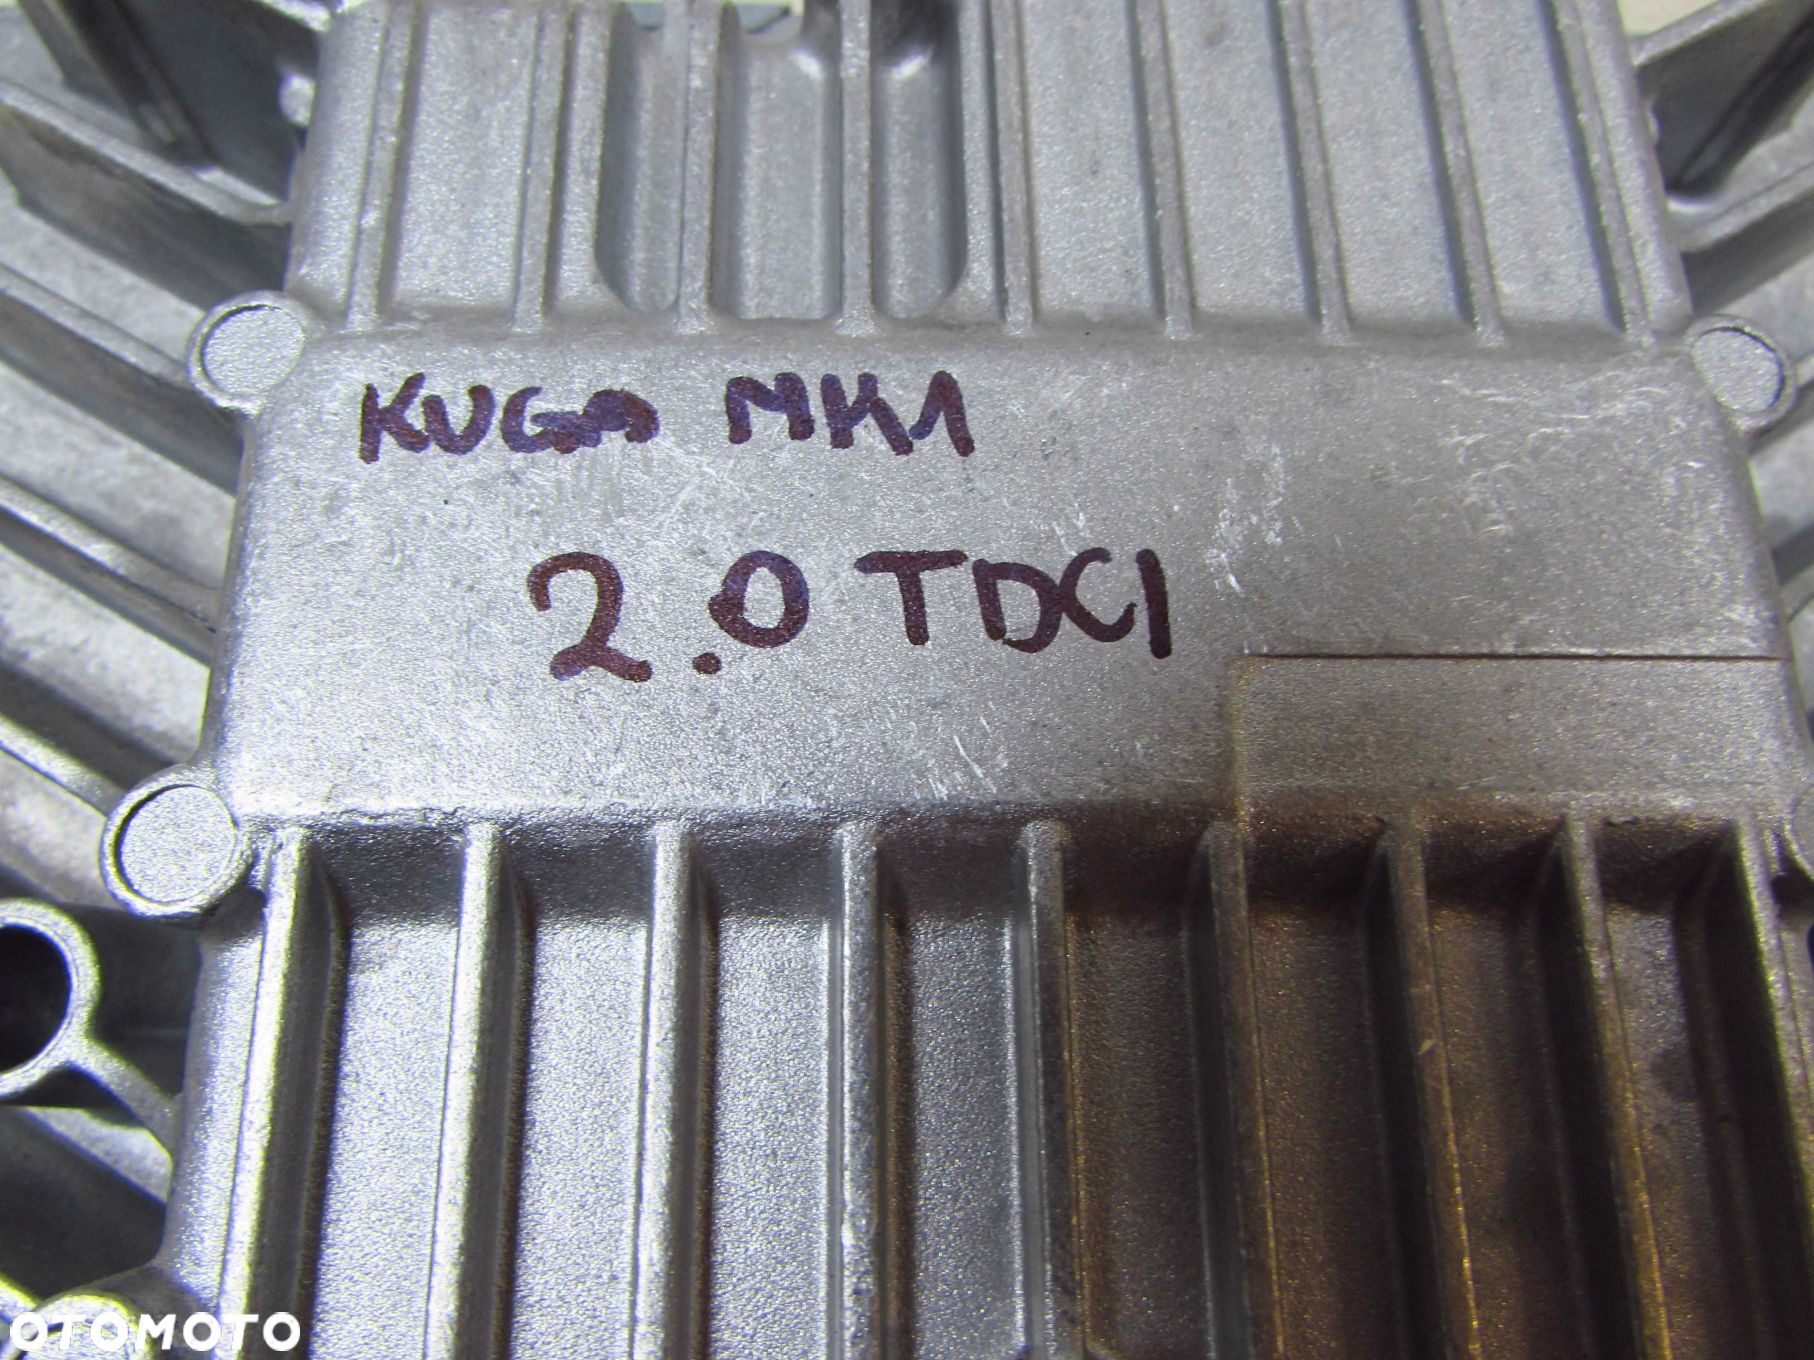 KUGA MK1
2.0 TDCI
OTOMOTO